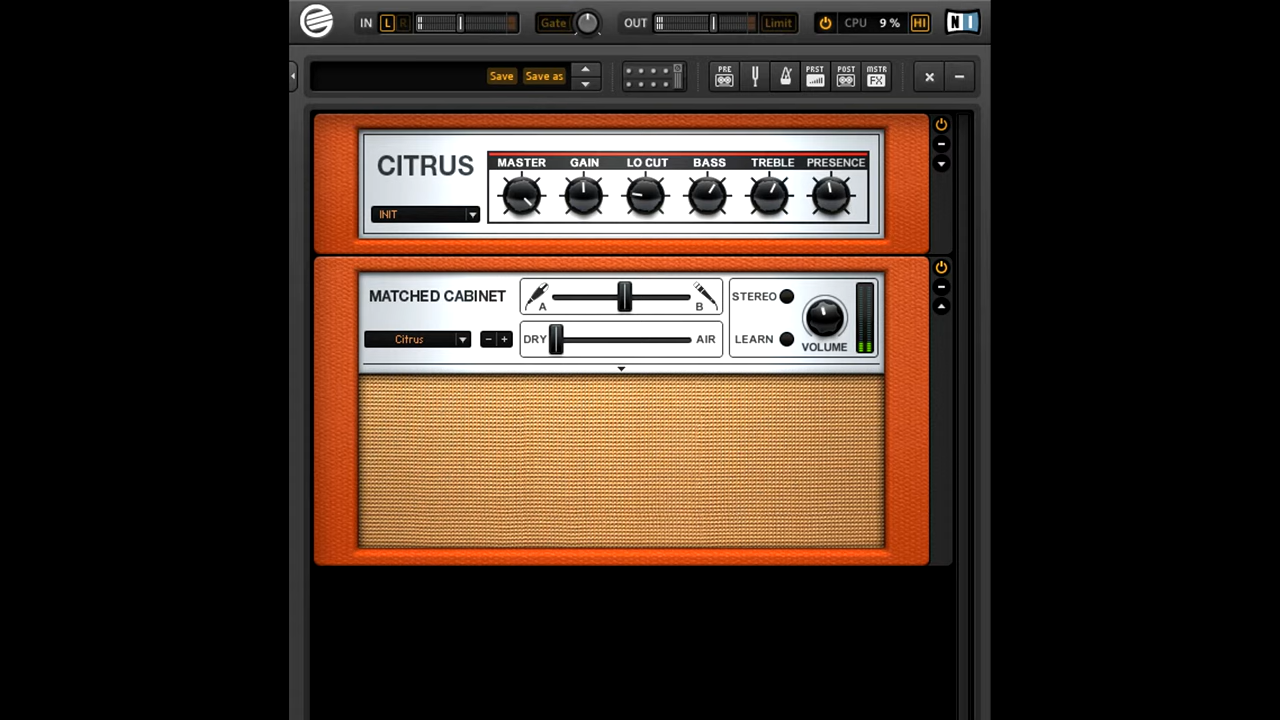 IN L R Gate OUT Limit CPU 9 % HI NI
Save Save as PRE PRST POST MSTR FX
CITRUS
MASTER GAIN LO CUT BASS TREBLE PRESENCE
INIT
MATCHED CABINET
A B
STEREO
Citrus
DRY AIR
LEARN
VOLUME